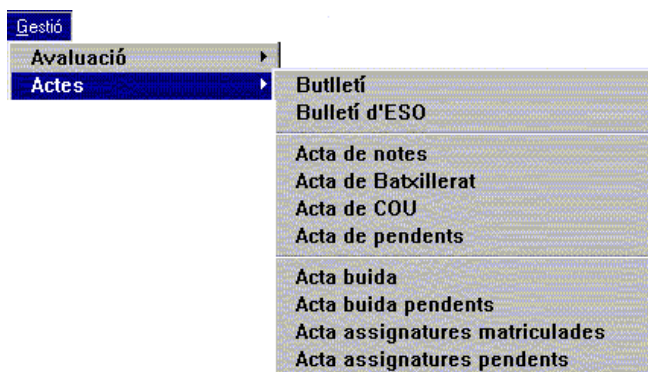 Gestió
Avaluació
Actes
Butlletí
Bulletí d'ESO
Acta de notes
Acta de Batxillerat
Acta de COU
Acta de pendents
Acta buida
Acta buida pendents
Acta assignatures matriculades
Acta assignatures pendents